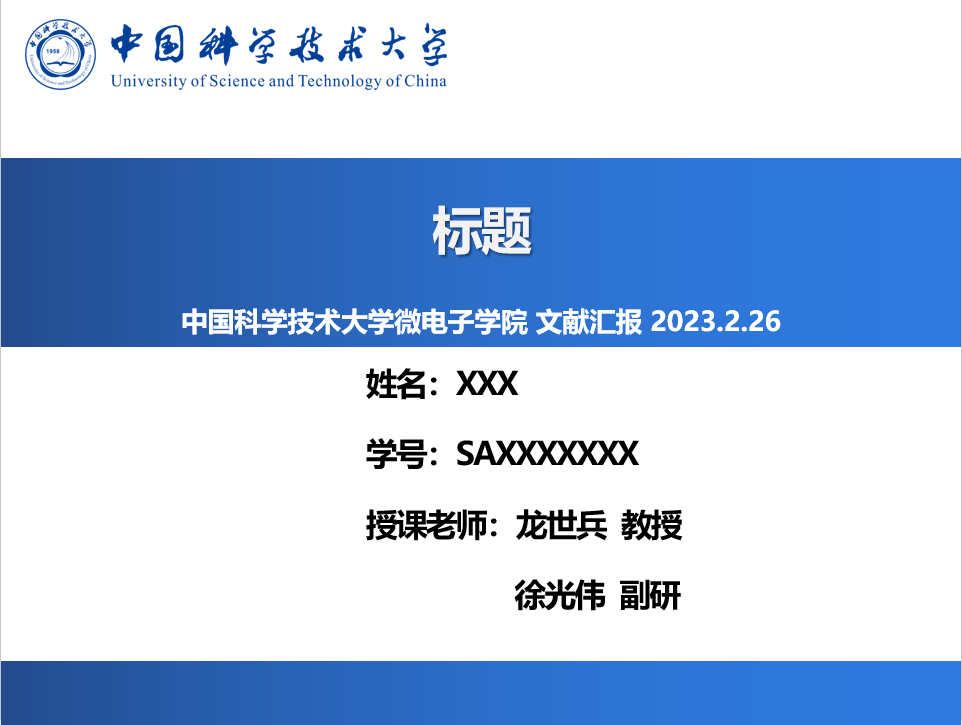 中国科学技术大学
1958
University of Science and Technology of China
标题
中国科学技术大学微电子学院 文献汇报 2023.2.26
姓名：XXX
学号：SAXXXXXXX
授课老师：龙世兵 教授
徐光伟 副研